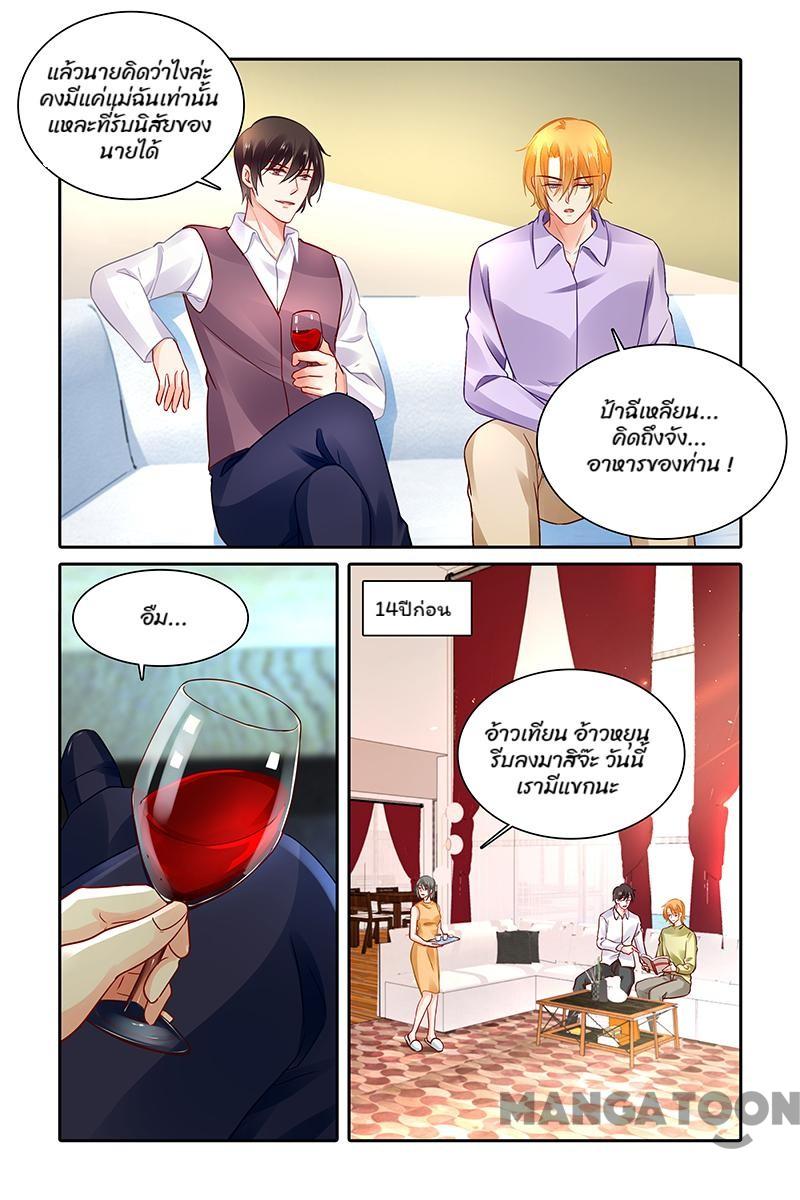 แล้วนายคิดว่าไงล่ะ
คงมีแค่แม่ฉันเท่านั้น
แหละที่รับนิสัยของ
นายได้
ป้าฉีเหลียน...
คิดถึงจัง...
อาหารของท่าน !
อืม...
14ปีก่อน
อ้าวเทียน อ้าวหยุน
รีบลงมาสิจ๊ะ วันนี้
เรามีแขกนะ
MANGATOON